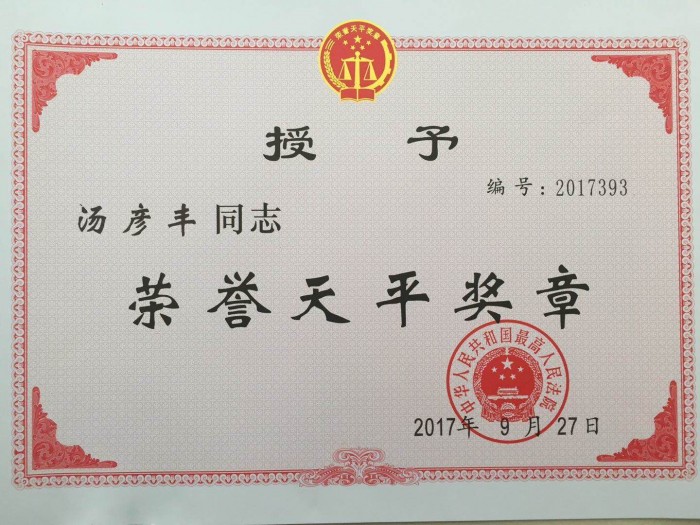 荣誉天平奖章
授予
编号：2017393
汤彦丰同志
荣誉天平奖章
中华人民共和国最高人民法院
2017年 9 月 27日